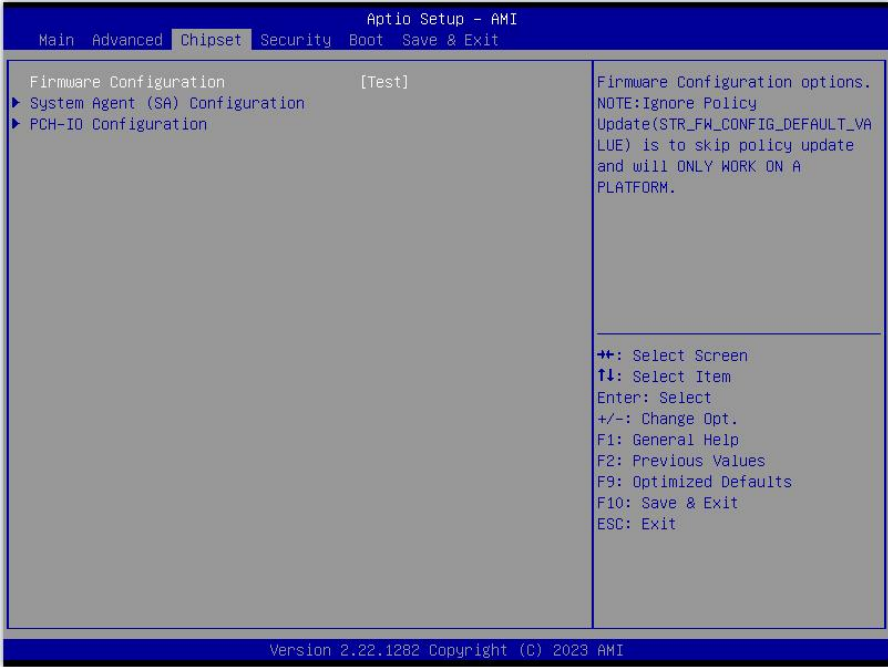 Aptio Setup - AMI
Main Advanced Chipset Security Boot Save & Exit
Firmware Configuration [Test]
System Agent (SA) Configuration
PCH-IO Configuration
Firmware Configuration options.
NOTE:Ignore Policy
Update(STR_FW_CONFIG_DEFAULT_VA
LUE) is to skip policy update
and will ONLY WORK ON A
PLATFORM.
→←: Select Screen
↑↓: Select Item
Enter: Select
+/-: Change Opt.
F1: General Help
F2: Previous Values
F9: Optimized Defaults
F10: Save & Exit
ESC: Exit
Version 2.22.1282 Copyright (C) 2023 AMI